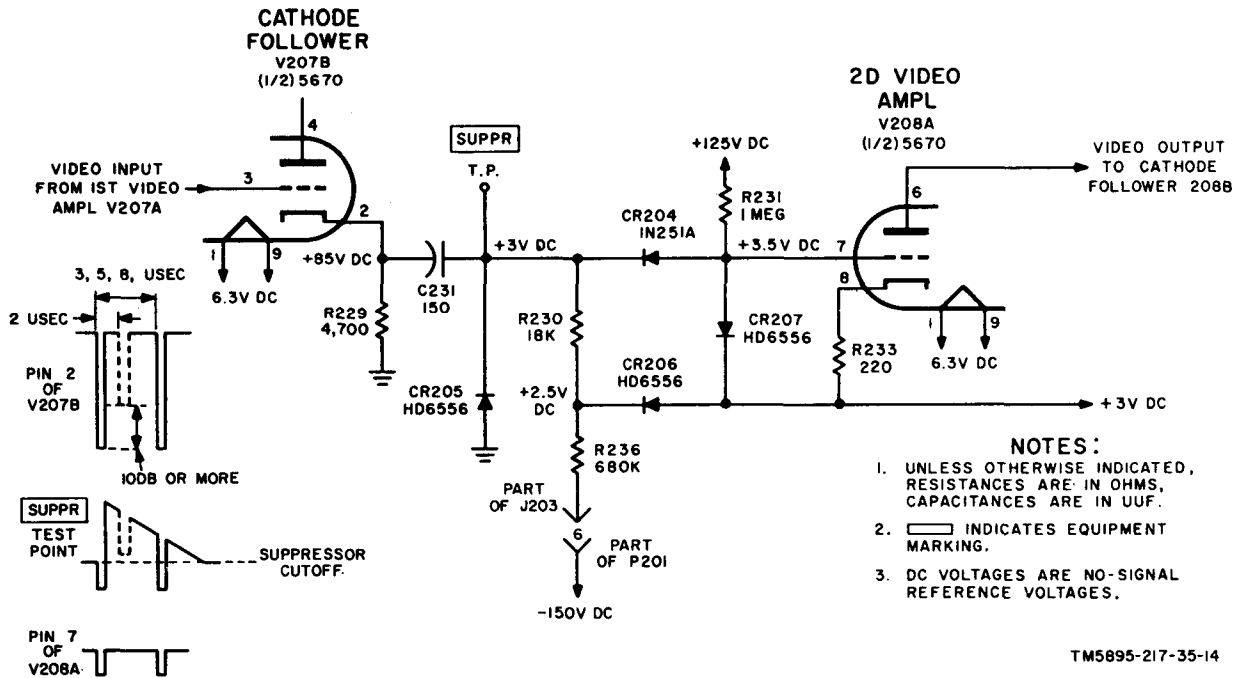 CATHODE
FOLLOWER
V207B
(1/2) 5670
4
VIDEO INPUT
FROM IST VIDEO
AMPL V207A
3
2
1
9
6.3V DC
+85V DC
R229
4,700
C231
150
SUPPR
T.P.
+3V DC
CR205
HD6556
R230
18K
+2.5V
DC
R236
680K
PART
OF J203
6
PART
OF P201
-150V DC
CR204
IN251A
CR206
HD6556
+125V DC
R231
1 MEG
+3.5V DC
CR207
HD6556
2D VIDEO
AMPL
V208A
(1/2) 5670
6
7
8
1
9
6.3V DC
R233
220
VIDEO OUTPUT
TO CATHODE
FOLLOWER 208B
+3V DC
3, 5, 8, USEC
2 USEC
PIN 2
OF
V207B
10DB OR MORE
SUPPR
TEST
POINT
SUPPRESSOR
CUTOFF.
PIN 7
OF
V208A
NOTES:
1. UNLESS OTHERWISE INDICATED,
RESISTANCES ARE IN OHMS,
CAPACITANCES ARE IN UUF.
2. INDICATES EQUIPMENT
MARKING.
3. DC VOLTAGES ARE NO-SIGNAL
REFERENCE VOLTAGES.
TM5895-217-35-14